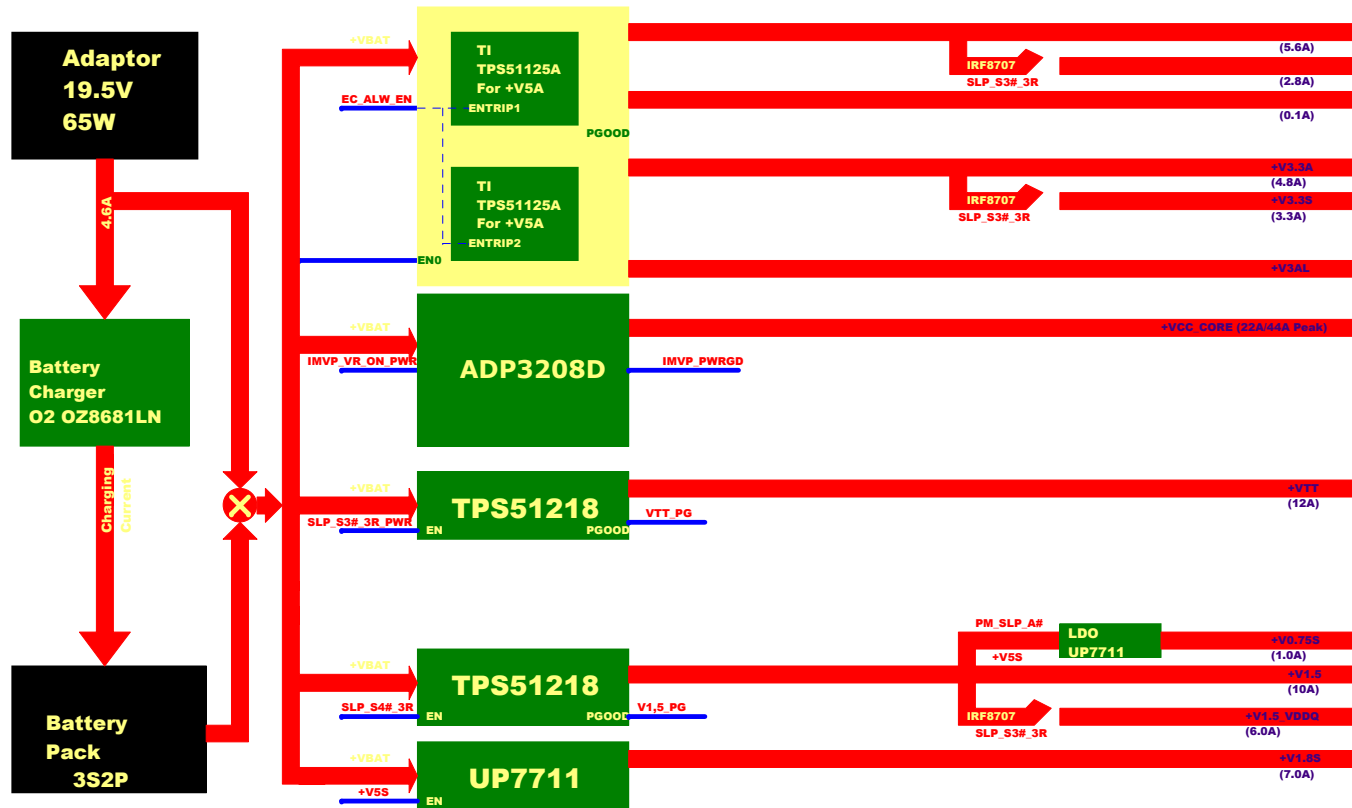 Adaptor
19.5V
65W
4.6A
Battery
Charger
O2 OZ8681LN
Charging
Current
Battery
Pack
3S2P
+VBAT
TI
TPS51125A
For +V5A
ENTRIP1
EC_ALW_EN
PGOOD
TI
TPS51125A
For +V5A
ENTRIP2
EN0
(5.6A)
IRF8707
SLP_S3#_3R
(2.8A)
(0.1A)
+V3.3A
(4.8A)
IRF8707
+V3.3S
SLP_S3#_3R
(3.3A)
+V3AL
+VBAT
IMVP_VR_ON_PWR
ADP3208D
IMVP_PWRGD
+VCC_CORE (22A/44A Peak)
+VBAT
SLP_S3#_3R_PWR
TPS51218
EN
PGOOD
VTT_PG
+VTT
(12A)
+VBAT
SLP_S4#_3R
TPS51218
EN
PGOOD
V1,5_PG
PM_SLP_A#
+V5S
LDO
UP7711
+V0.75S
(1.0A)
+V1.5
(10A)
IRF8707
SLP_S3#_3R
+V1.5_VDDQ
(6.0A)
+VBAT
+V5S
UP7711
EN
+V1.8S
(7.0A)